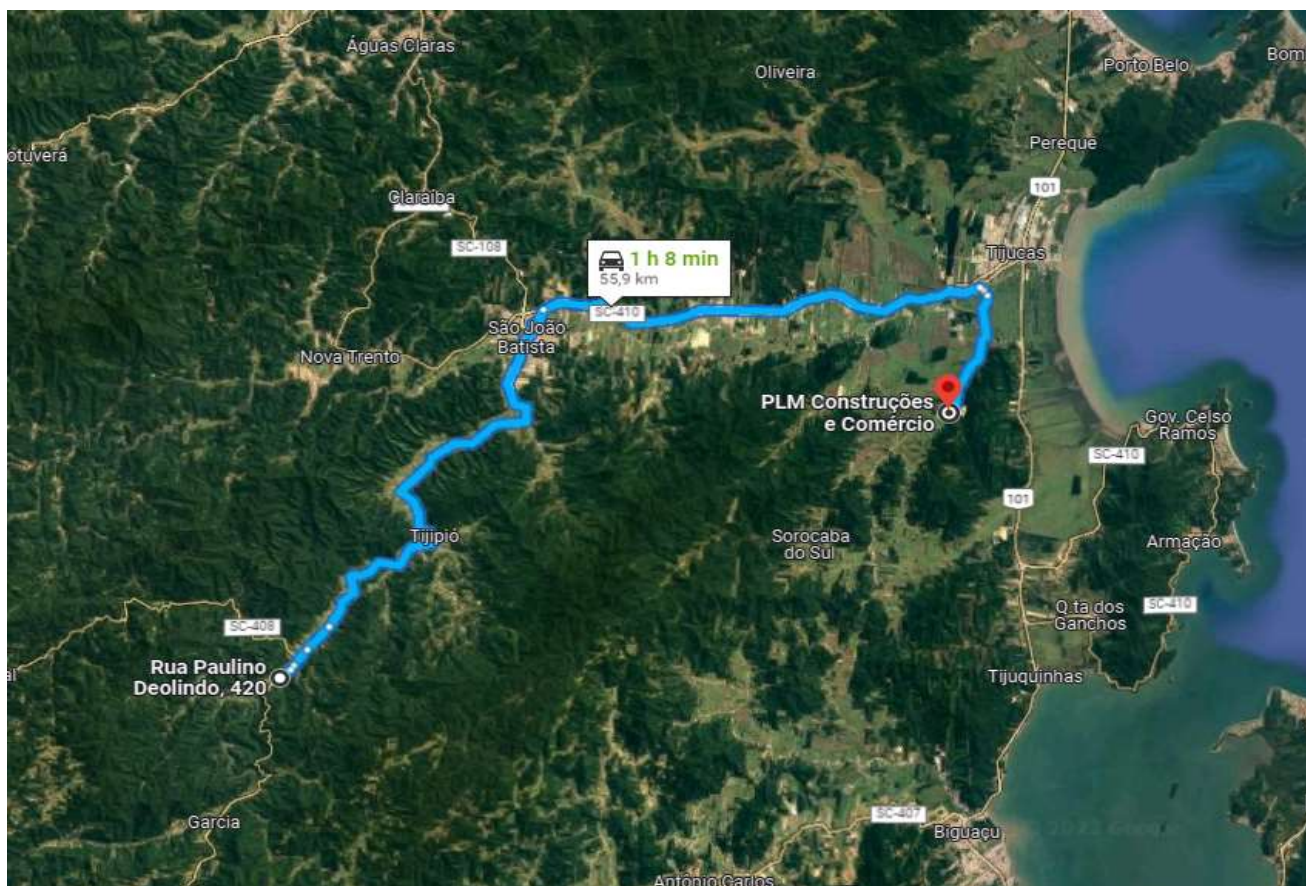 Águas Claras
Oliveira
Porto Belo
Bom
otuverá
Pereque
101
Claraíba
SC-108
Tijucas
1 h 8 min
55,9 km
SC-410
São João
Batista
Nova Trento
PLM Construções
e Comércio
Gov. Celso
Ramos
SC-410
101
Tijipió
Sorocaba
do Sul
Armação
SC-410
Q.ta dos
Ganchos
SC-408
Rua Paulino
Deolindo, 420
al
Tijuquinhas
Garcia
SC-407
Biguaçu
Antônio Carlos